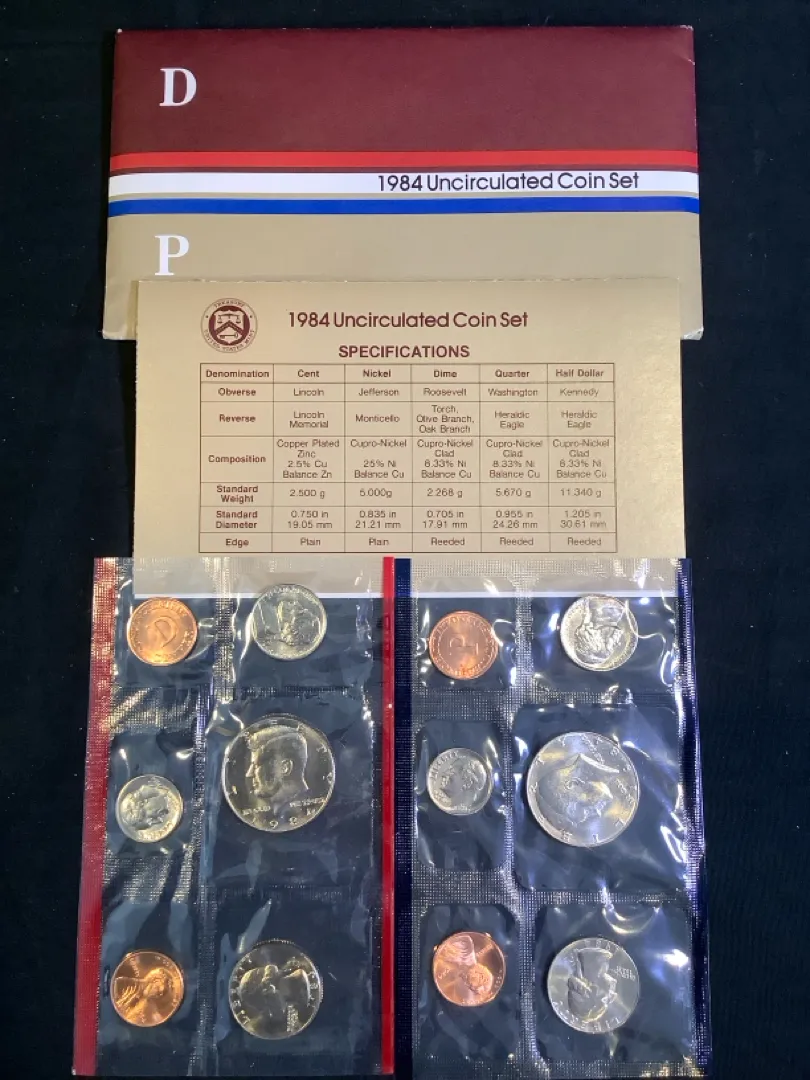 D
1984 Uncirculated Coin Set
P
1984 Uncirculated Coin Set
SPECIFICATIONS
Denomination Cent Nickel Dime Quarter Half Dollar
Obverse Lincoln Jefferson Roosevelt Washington Kennedy
Reverse Lincoln Memorial Monticello Torch, Olive Branch, Oak Branch Heraldic Eagle Heraldic Eagle
Composition Copper Plated Zinc 2.5% Cu Balance Zn Cupro-Nickel 25% Ni Balance Cu Cupro-Nickel Clad 8.33% Ni Balance Cu Cupro-Nickel Clad 8.33% Ni Balance Cu Cupro-Nickel Clad 8.33% Ni Balance Cu
Standard Weight 2.500 g 5.000g 2.268 g 5.670 g 11.340 g
Standard Diameter 0.750 in 19.05 mm 0.835 in 21.21 mm 0.705 in 17.91 mm 0.955 in 24.26 mm 1.205 in 30.61 mm
Edge Plain Plain Reeded Reeded Reeded
D
P
LIBERTY
LIBERTY